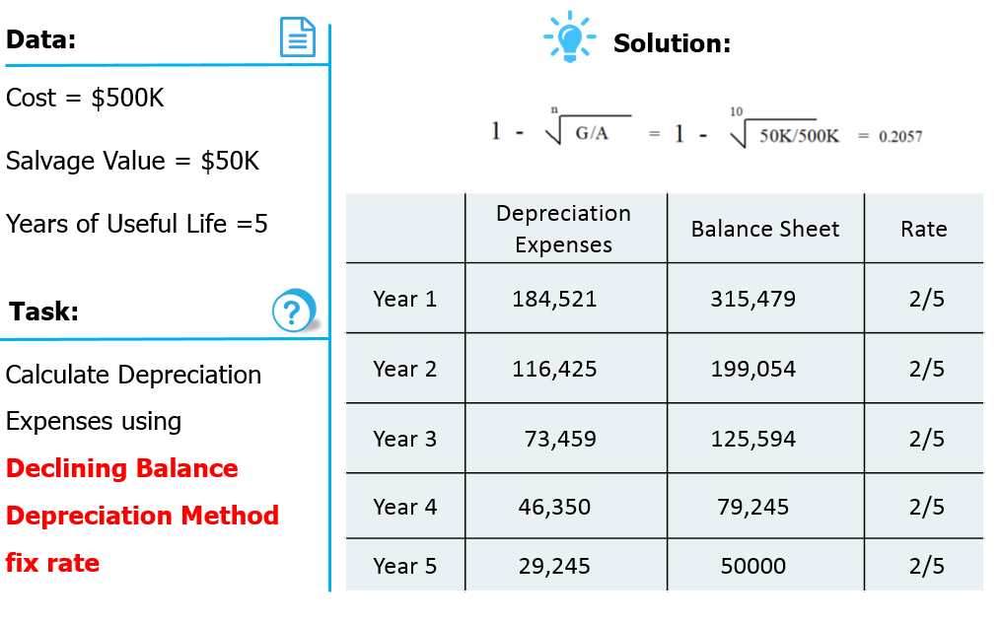 Data:
Cost = $500K
Salvage Value = $50K
Years of Useful Life =5
Task:
?
Calculate Depreciation
Expenses using
Declining Balance
Depreciation Method
fix rate
Solution:
1 - n√G/A = 1 - 10√50K/500K = 0.2057
Depreciation Expenses Balance Sheet Rate
Year 1 184,521 315,479 2/5
Year 2 116,425 199,054 2/5
Year 3 73,459 125,594 2/5
Year 4 46,350 79,245 2/5
Year 5 29,245 50000 2/5